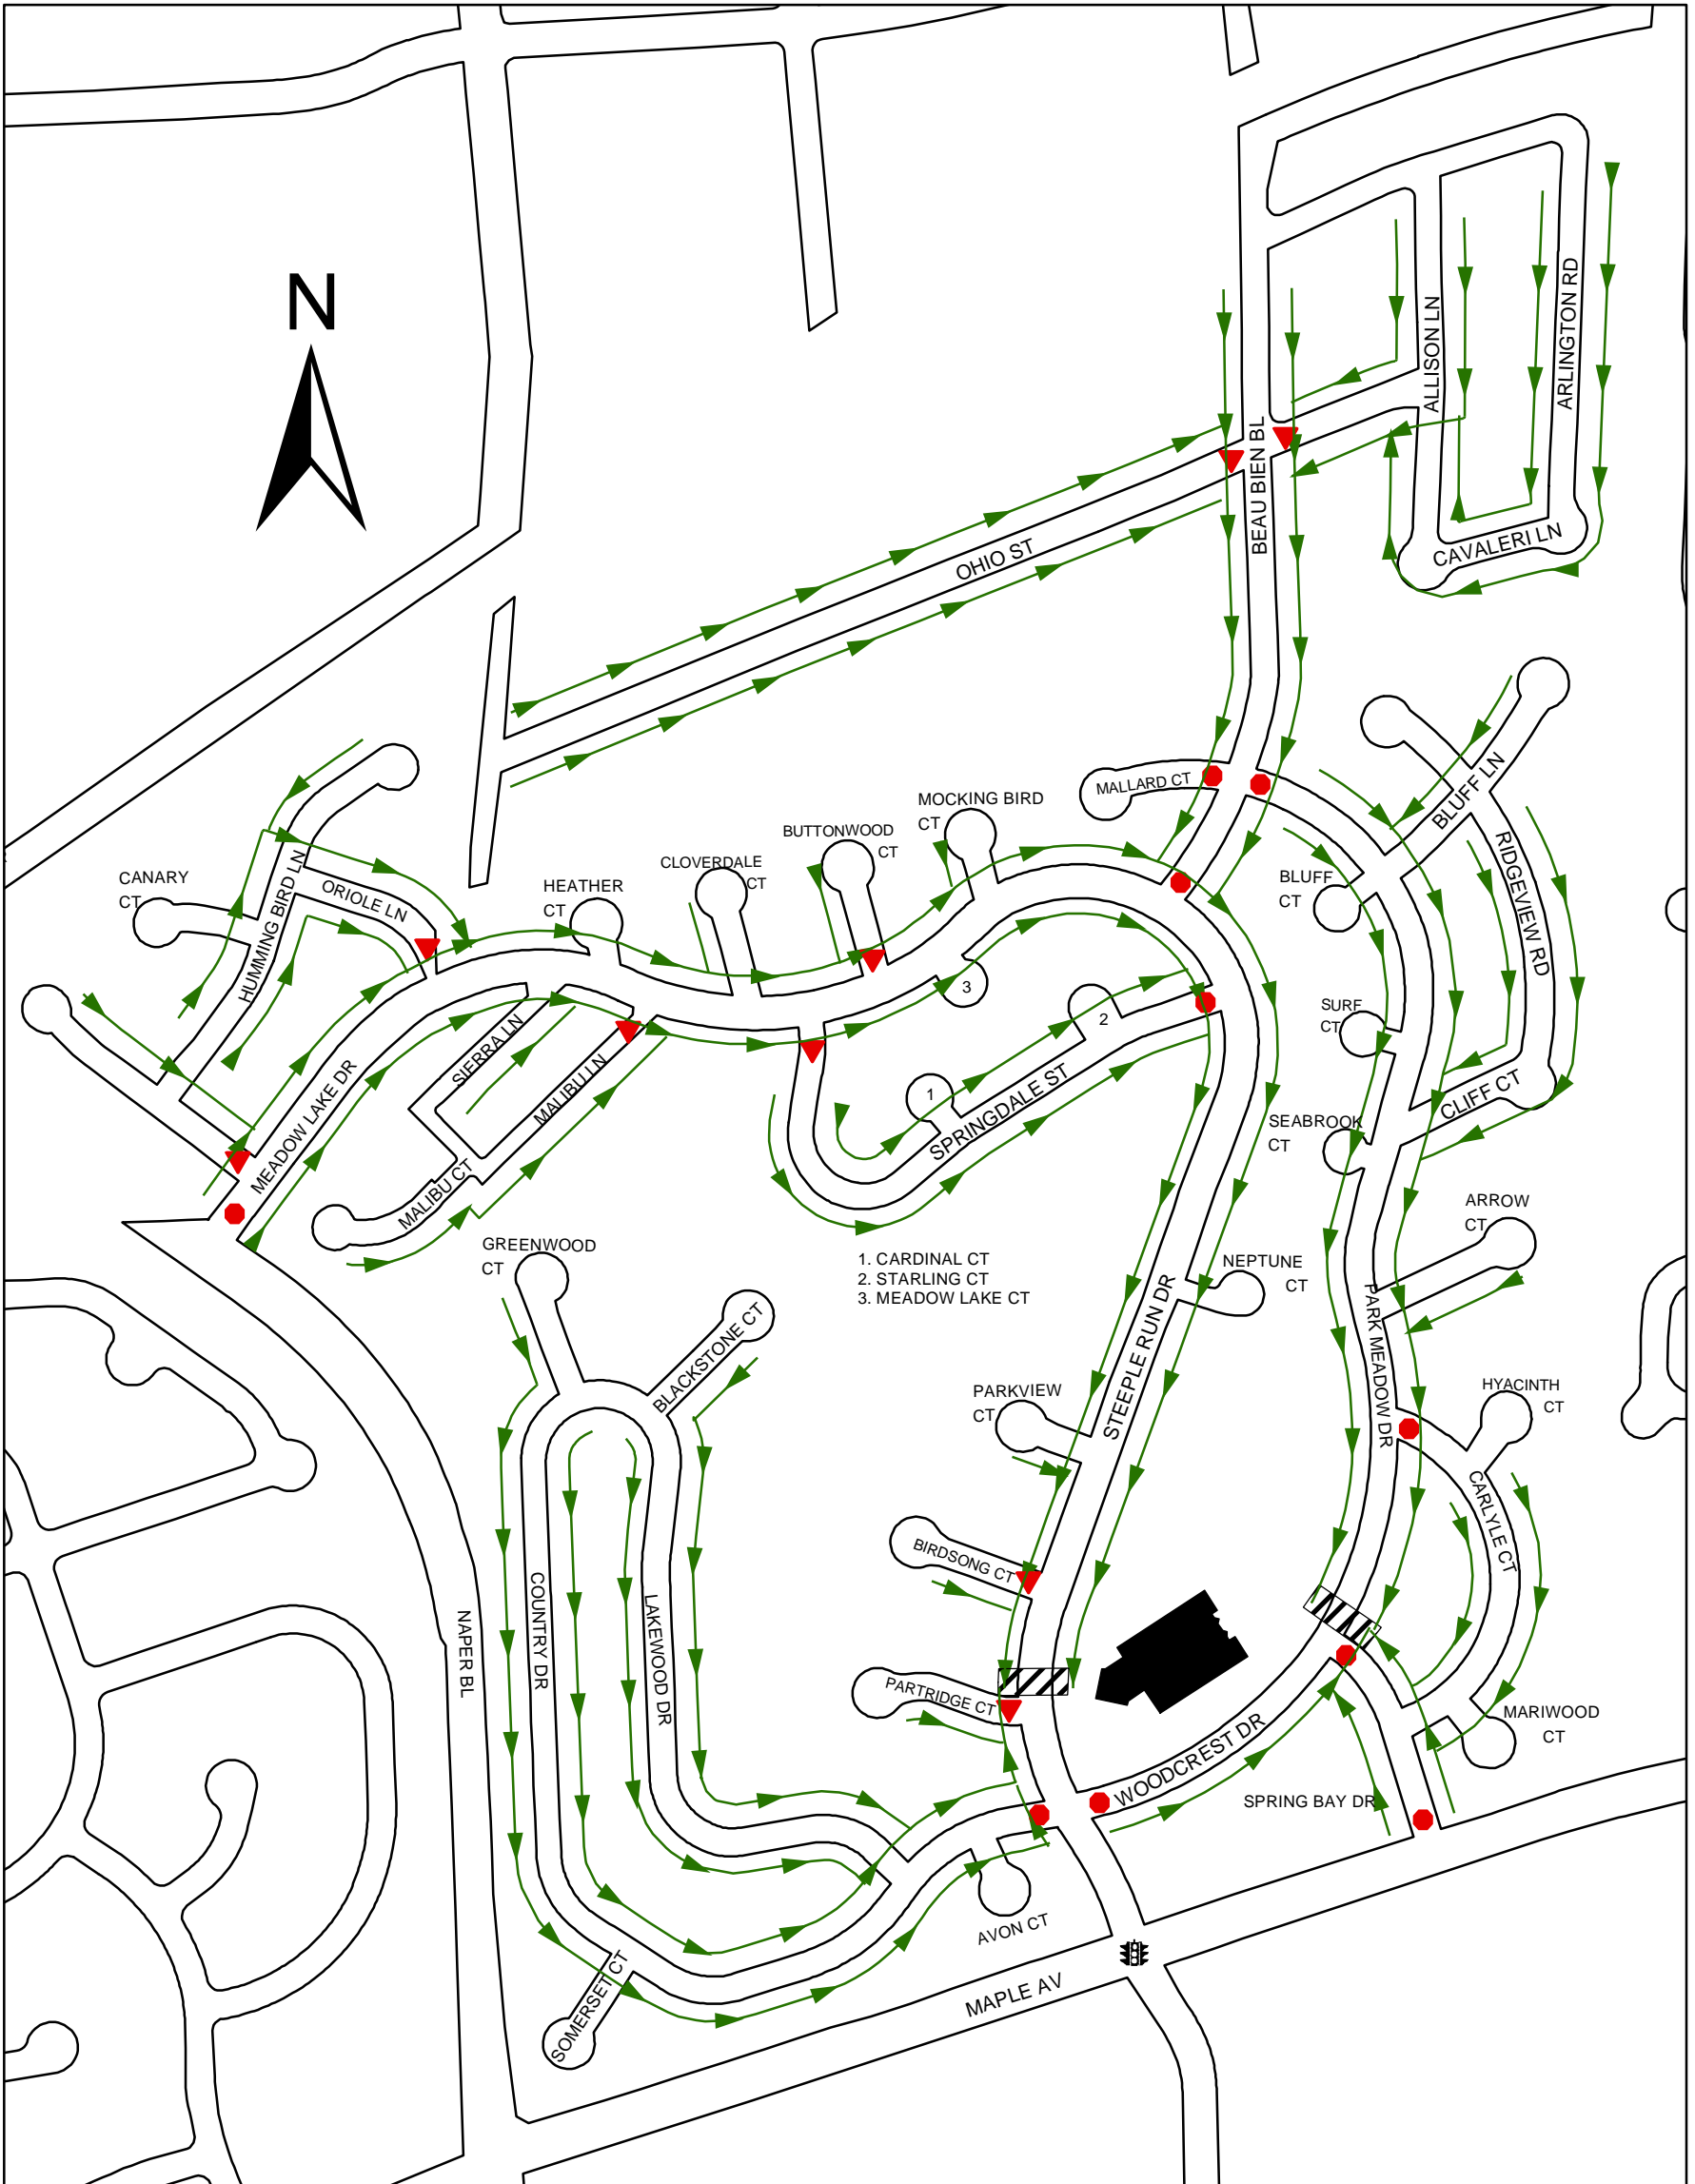 N
ALLISON LN
ARLINGTON RD
BEAU BIEN BL
CAVALERI LN
OHIO ST
BLUFF LN
MALLARD CT
MOCKING BIRD
CT
BUTTONWOOD
CT
RIDGEVIEW RD
CLOVERDALE
CT
CANARY
CT
HUMMING BIRD LN
ORIOLE LN
HEATHER
CT
BLUFF
CT
3
2
SURF
CT
SIERRA LN
MALIBU LN
MEADOW LAKE DR
1
SPRINGDALE ST
CLIFF CT
SEABROOK
CT
MALIBU CT
ARROW
CT
GREENWOOD
CT
1. CARDINAL CT
2. STARLING CT
3. MEADOW LAKE CT
NEPTUNE
CT
BLACKSTONE CT
STEEPLE RUN DR
PARK MEADOW DR
PARKVIEW
CT
HYACINTH
CT
CARLYLE CT
BIRDSONG CT
COUNTRY DR
LAKEWOOD DR
NAPER BL
PARTRIDGE CT
WOODCREST DR
MARIWOOD
CT
SPRING BAY DR
AVON CT
SOMERSET CT
MAPLE AV